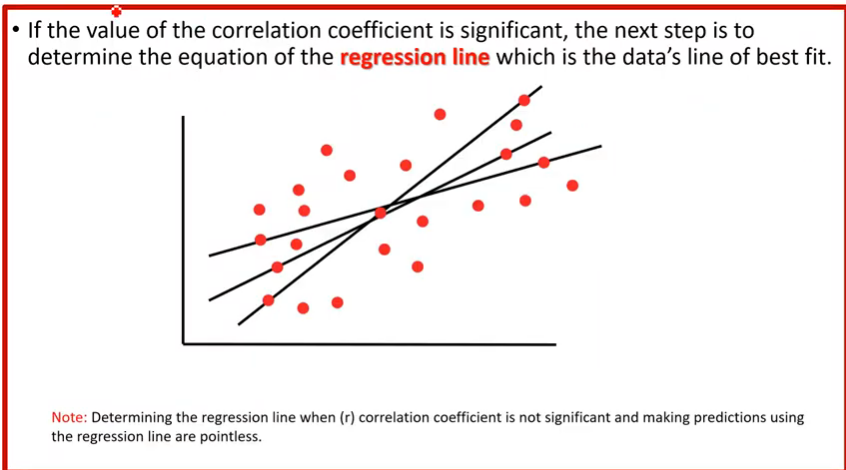 • If the value of the correlation coefficient is significant, the next step is to
determine the equation of the regression line which is the data's line of best fit.
Note: Determining the regression line when (r) correlation coefficient is not significant and making predictions using
the regression line are pointless.